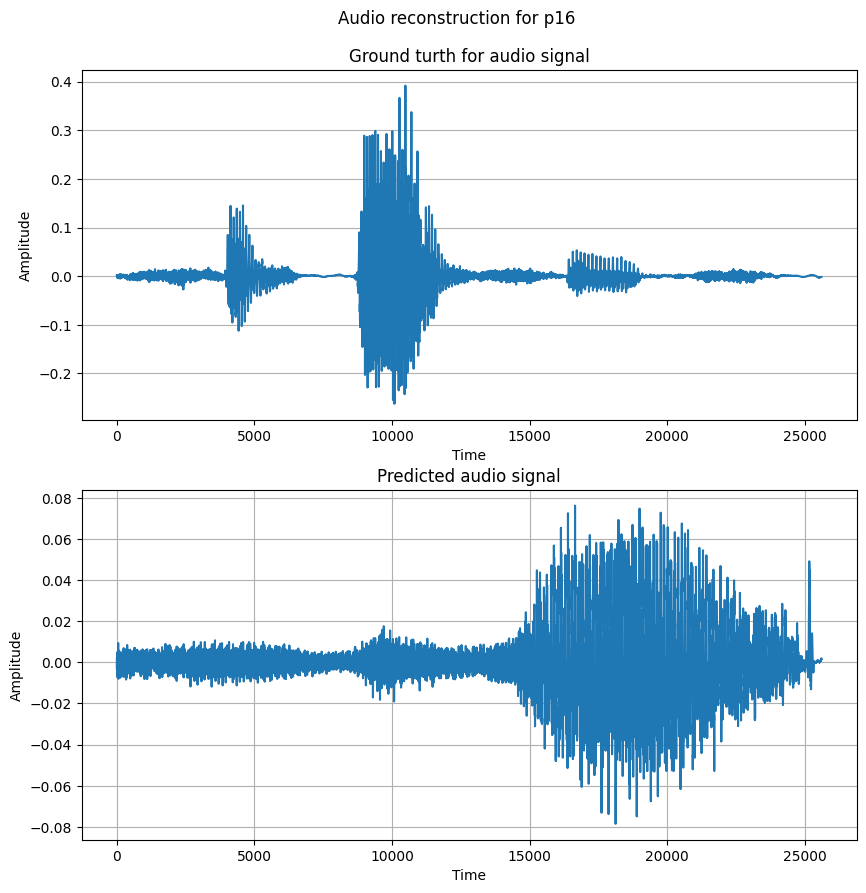 Audio reconstruction for p16
Ground turth for audio signal
0.4
0.3
0.2
0.1
0.0
−0.1
−0.2
Amplitude
0 5000 10000 15000 20000 25000
Time
Predicted audio signal
0.08
0.06
0.04
0.02
0.00
−0.02
−0.04
−0.06
−0.08
Amplitude
0 5000 10000 15000 20000 25000
Time